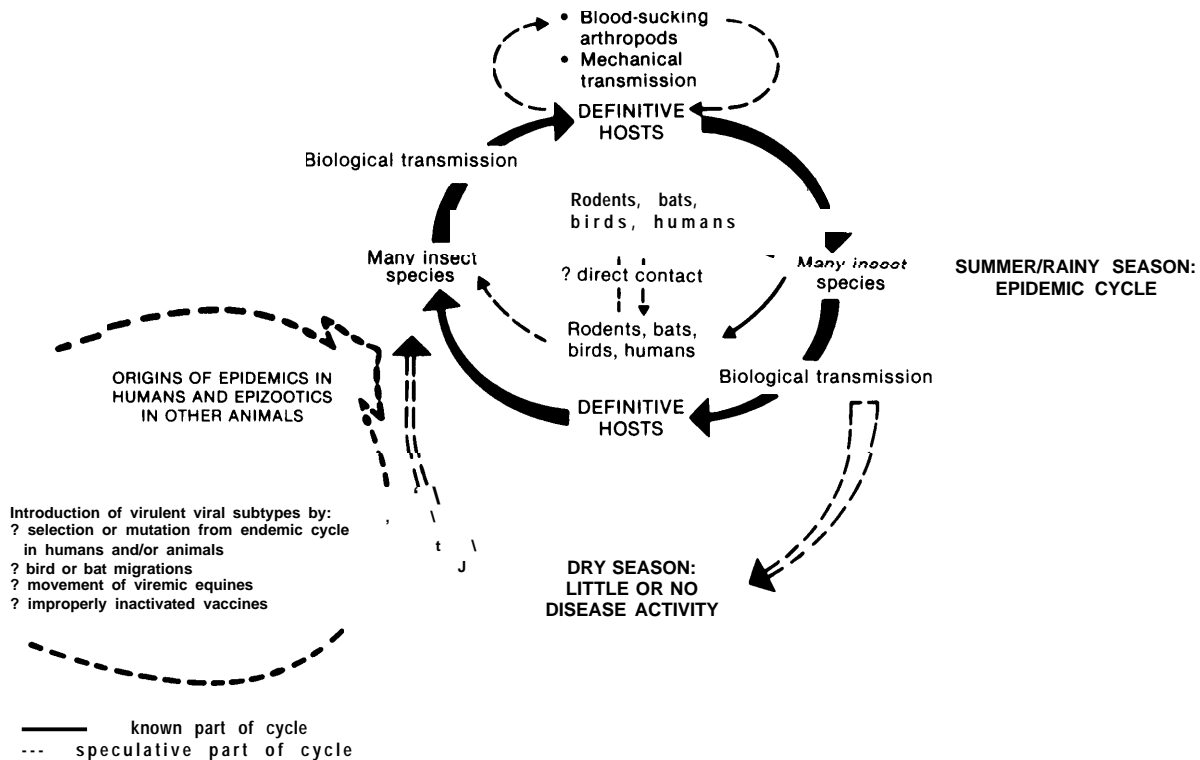 • Blood-sucking
arthropods
• Mechanical
transmission
DEFINITIVE
HOSTS
Biological transmission
Rodents, bats,
birds, humans
Many insect
species
? direct contact
Many insect
species
SUMMER/RAINY SEASON:
EPIDEMIC CYCLE
Rodents, bats,
birds, humans
Biological transmission
DEFINITIVE
HOSTS
ORIGINS OF EPIDEMICS IN
HUMANS AND EPIZOOTICS
IN OTHER ANIMALS
Introduction of virulent viral subtypes by:
? selection or mutation from endemic cycle
in humans and/or animals
? bird or bat migrations
? movement of viremic equines
? improperly inactivated vaccines
DRY SEASON:
LITTLE OR NO
DISEASE ACTIVITY
known part of cycle
--- speculative part of cycle